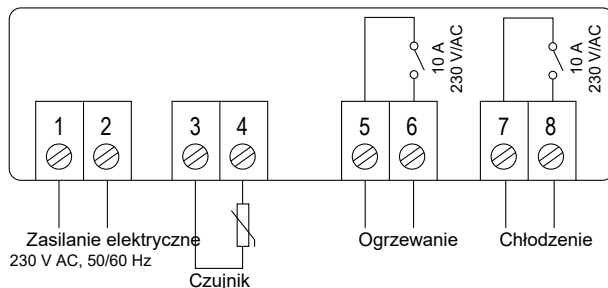 10 A
230 V/AC
10 A
230 V/AC
1 2 3 4 5 6 7 8
Zasilanie elektryczne
230 V AC, 50/60 Hz
Czujnik
Ogrzewanie
Chłodzenie